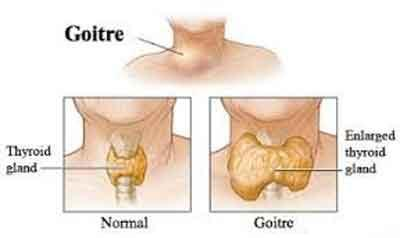 Goitre
Thyroid
gland
Enlarged
thyroid
gland
Normal
Goitre